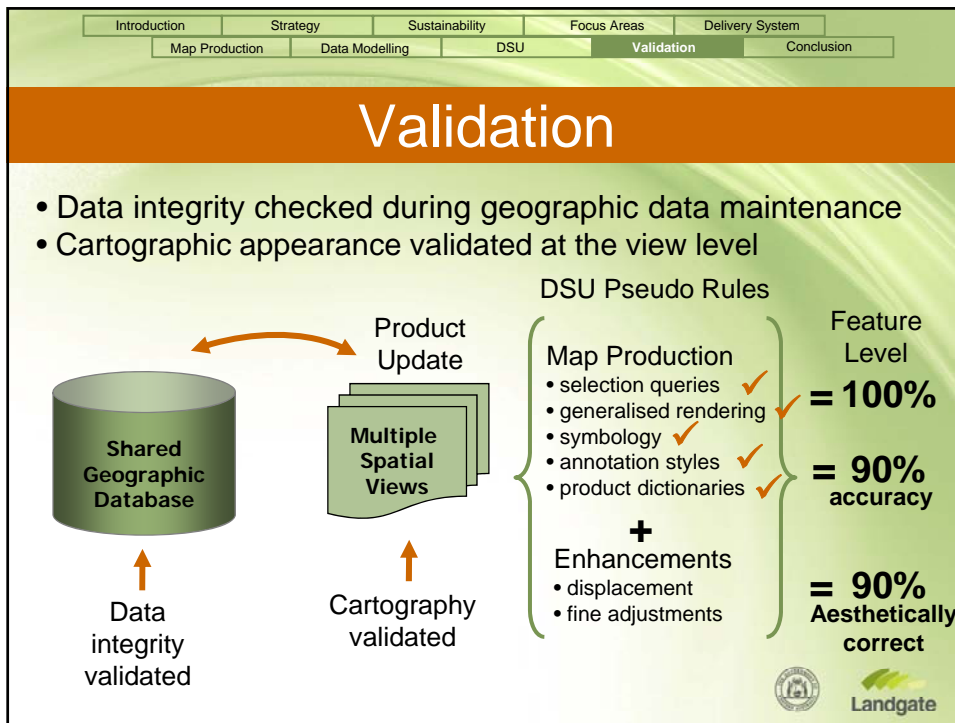 Introduction Strategy Sustainability Focus Areas Delivery System
Map Production Data Modelling DSU Validation Conclusion
Validation
• Data integrity checked during geographic data maintenance
• Cartographic appearance validated at the view level
DSU Pseudo Rules
Product
Update
Feature
Level
Shared
Geographic
Database
Multiple
Spatial
Views
Map Production
• selection queries
• generalised rendering
• symbology
• annotation styles
• product dictionaries
+
Enhancements
• displacement
• fine adjustments
= 100%
= 90%
accuracy
= 90%
Aesthetically
correct
Data
integrity
validated
Cartography
validated
Landgate